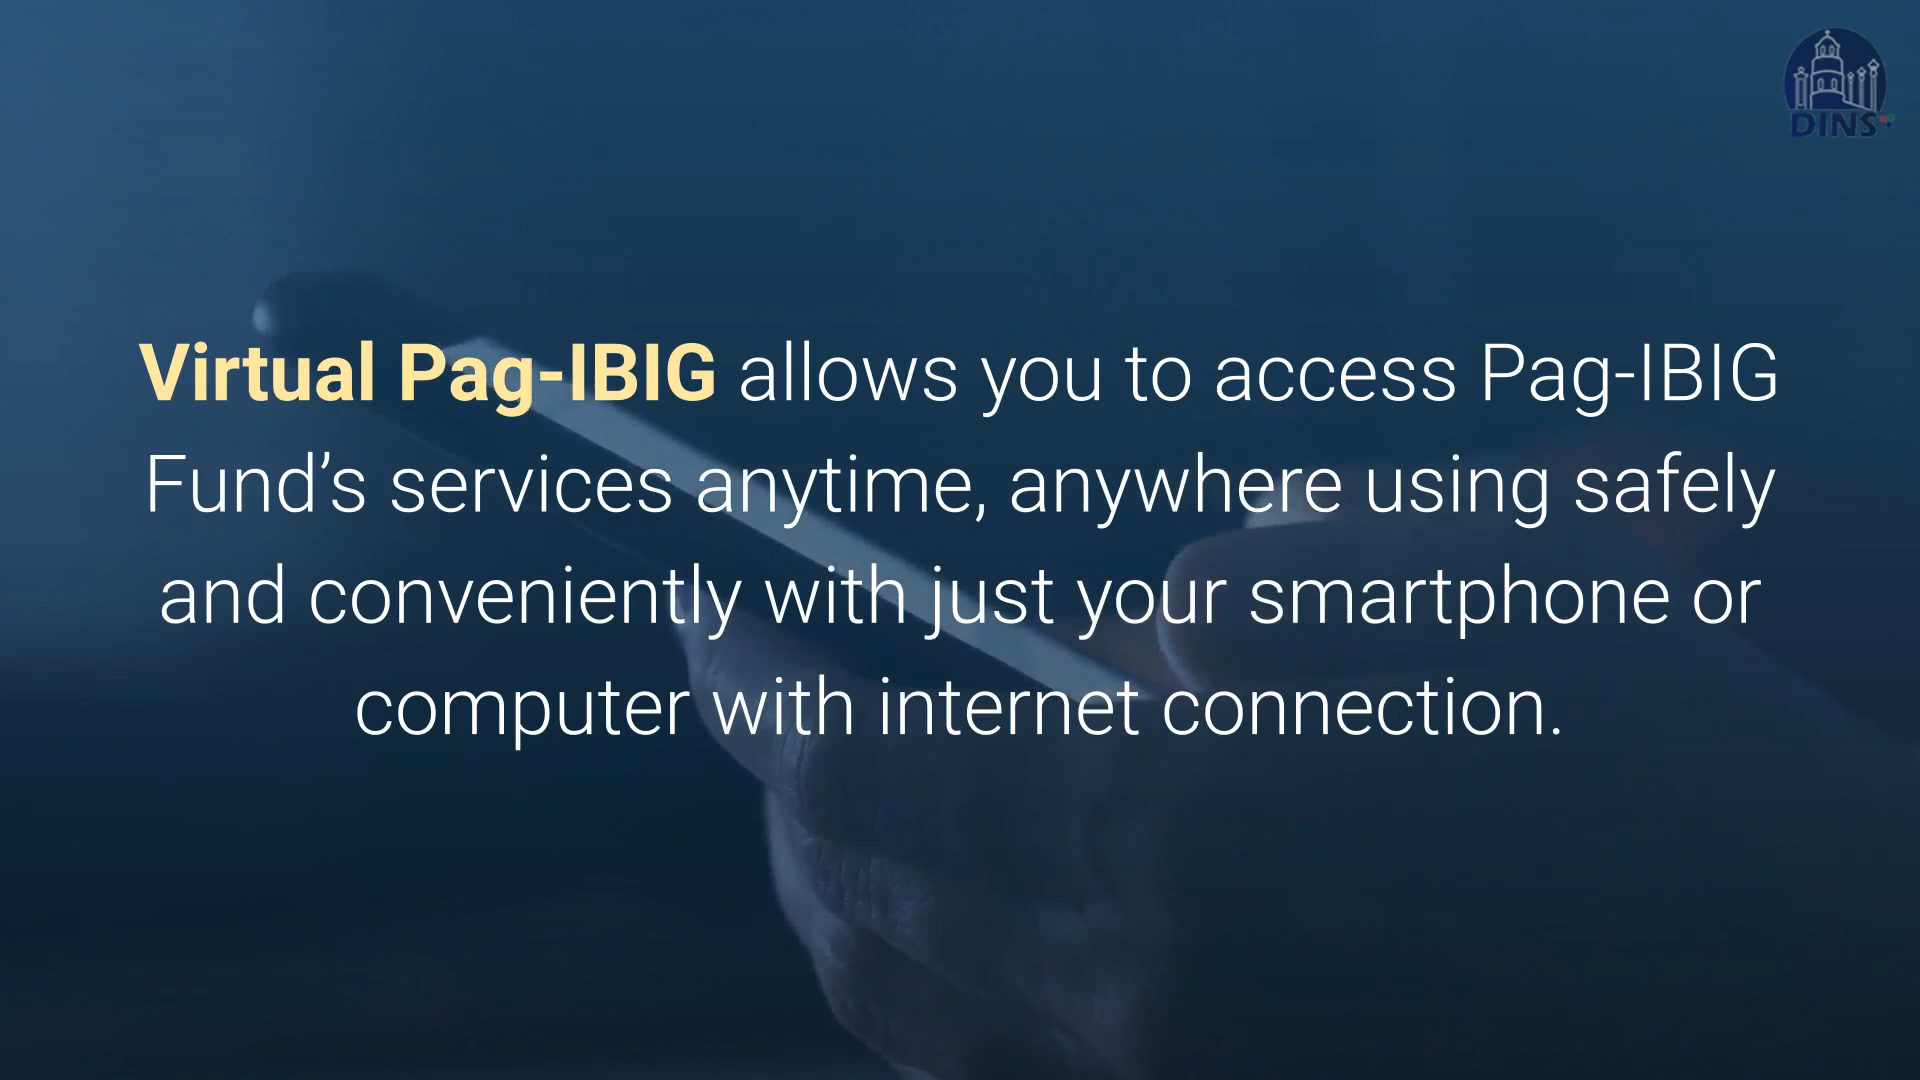 DINS
Virtual Pag-IBIG allows you to access Pag-IBIG
Fund’s services anytime, anywhere using safely
and conveniently with just your smartphone or
computer with internet connection.